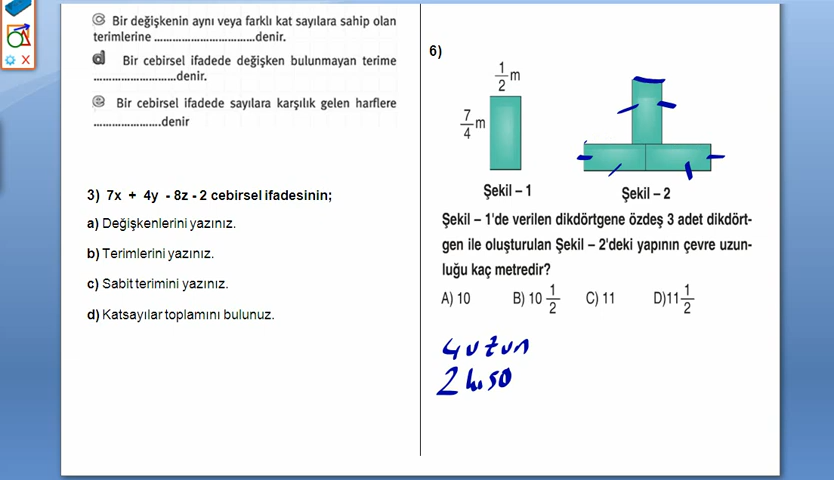 c Bir değişkenin aynı veya farklı kat sayılara sahip olan
terimlerine ................................denir.
d Bir cebirsel ifadede değişken bulunmayan terime
..........................denir.
e Bir cebirsel ifadede sayılara karşılık gelen harflere
.....................denir
3) 7x + 4y - 8z - 2 cebirsel ifadesinin;
a) Değişkenlerini yazınız.
b) Terimlerini yazınız.
c) Sabit terimini yazınız.
d) Katsayılar toplamını bulunuz.
6)
1/2 m
7/4 m
Şekil – 1
Şekil – 2
Şekil – 1'de verilen dikdörtgene özdeş 3 adet dikdört-
gen ile oluşturulan Şekil – 2'deki yapının çevre uzun-
luğu kaç metredir?
A) 10 B) 10 1/2 C) 11 D)11 1/2
4 uzun
2 kısa